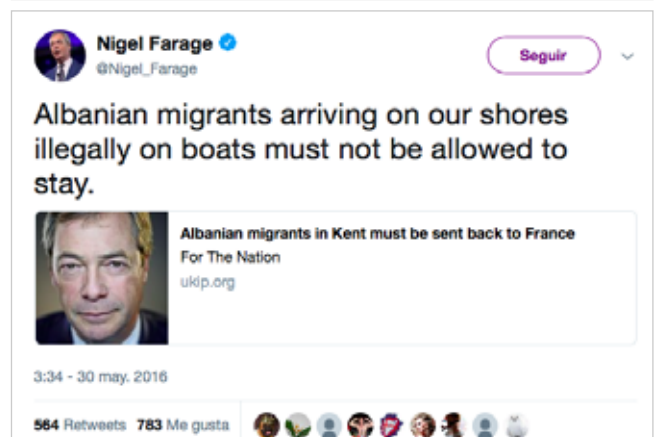 Nigel Farage
@Nigel_Farage
Seguir
Albanian migrants arriving on our shores
illegally on boats must not be allowed to
stay.
Albanian migrants in Kent must be sent back to France
For The Nation
ukip.org
3:34 - 30 may. 2016
564 Retweets 783 Me gusta